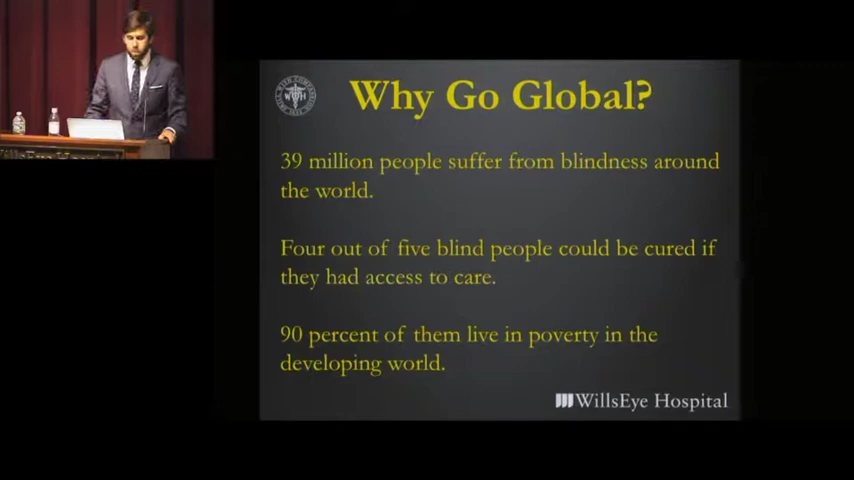 Why Go Global?
39 million people suffer from blindness around
the world.
Four out of five blind people could be cured if
they had access to care.
90 percent of them live in poverty in the
developing world.
WillsEye Hospital